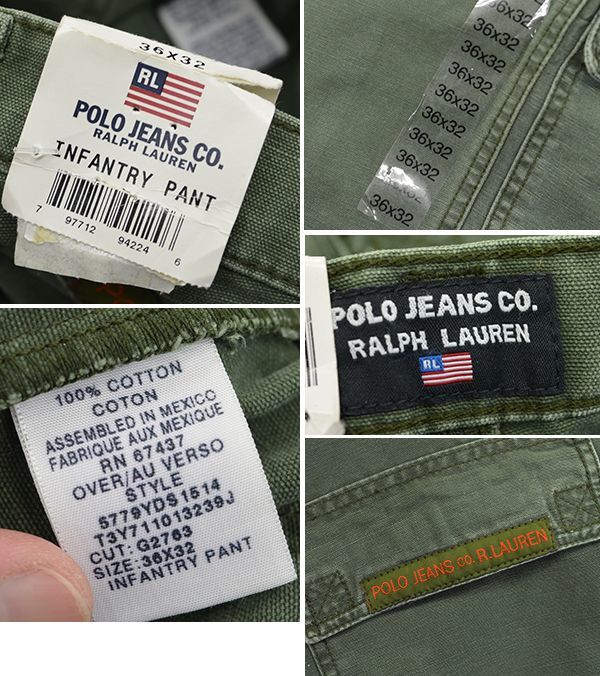 36X32
RL
POLO JEANS CO.
RALPH LAUREN
INFANTRY PANT
7 97712 94224 6
36X32
36X32
36X32
36X32
36X32
36X32
36X32
36X32
POLO JEANS CO.
RALPH LAUREN
RL
100% COTTON
COTON
ASSEMBLED IN MEXICO
FABRIQUE AUX MEXIQUE
RN 67437
OVER/AU VERSO
STYLE
5779YDS1514
T3Y711013239J
CUT: G2763
SIZE: 36X32
INFANTRY PANT
POLO JEANS CO. R.LAUREN